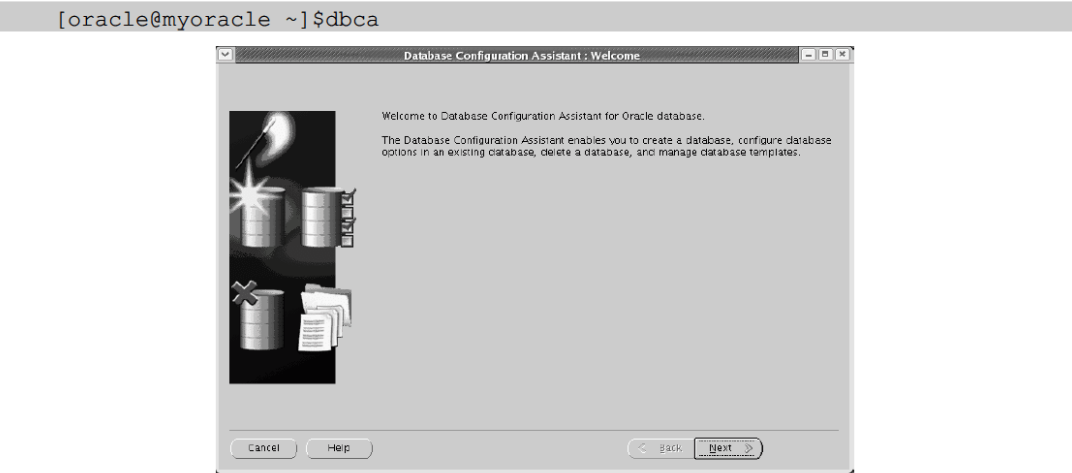 [oracle@myoracle ~]$dbca
Database Configuration Assistant : Welcome
Welcome to Database Configuration Assistant for Oracle database.
The Database Configuration Assistant enables you to create a database, configure database
options in an existing database, delete a database, and manage database templates.
Cancel
Help
Back
Next